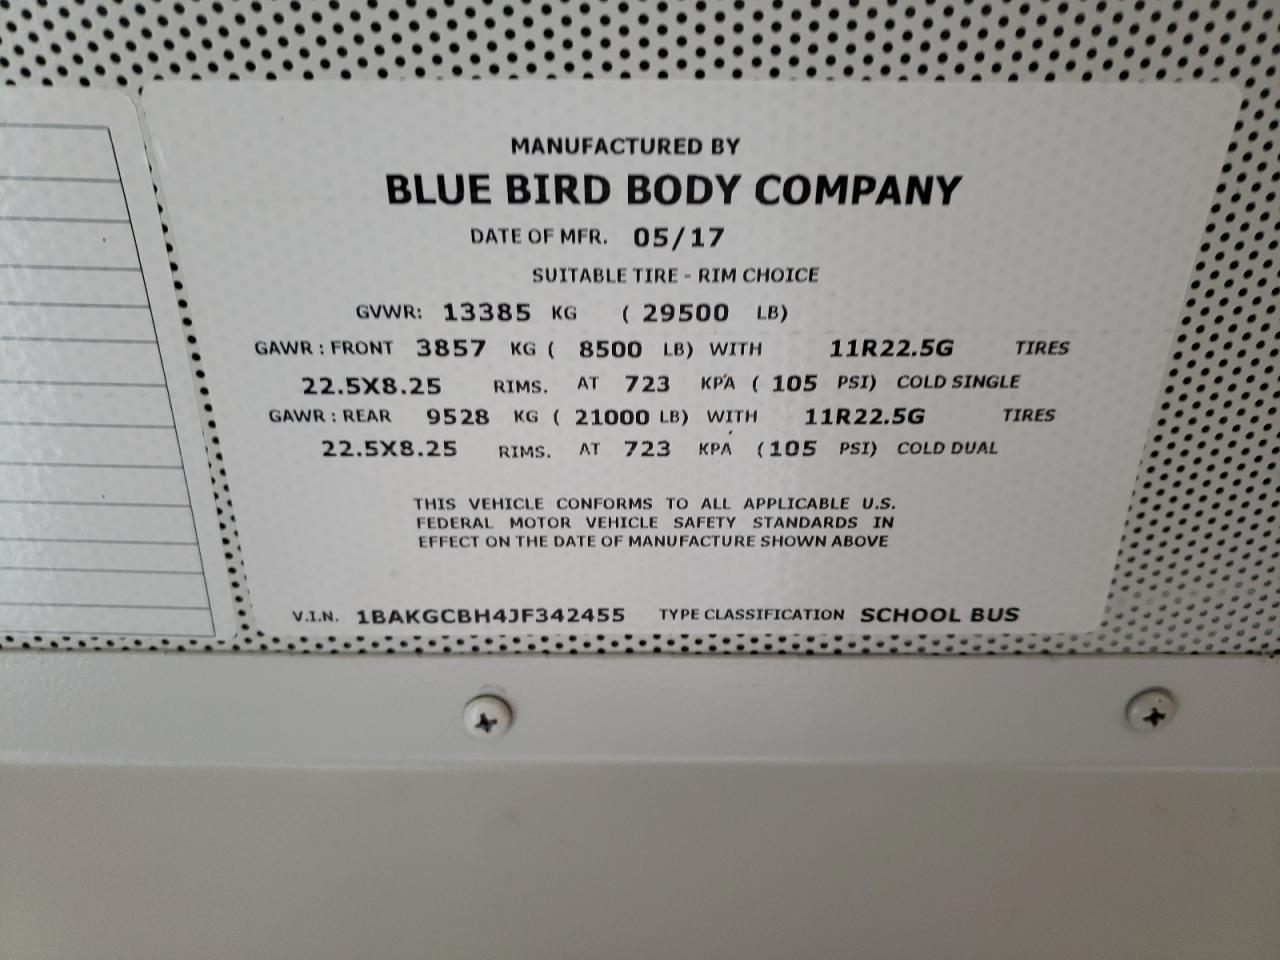 MANUFACTURED BY
BLUE BIRD BODY COMPANY
DATE OF MFR. 05/17
SUITABLE TIRE - RIM CHOICE
GVWR: 13385 KG ( 29500 LB)
GAWR : FRONT 3857 KG ( 8500 LB) WITH 11R22.5G TIRES
22.5X8.25 RIMS. AT 723 KPA ( 105 PSI) COLD SINGLE
GAWR : REAR 9528 KG ( 21000 LB) WITH 11R22.5G TIRES
22.5X8.25 RIMS. AT 723 KPA (105 PSI) COLD DUAL
THIS VEHICLE CONFORMS TO ALL APPLICABLE U.S.
FEDERAL MOTOR VEHICLE SAFETY STANDARDS IN
EFFECT ON THE DATE OF MANUFACTURE SHOWN ABOVE
V.I.N. 1BAKGCBH4JF342455 TYPE CLASSIFICATION SCHOOL BUS